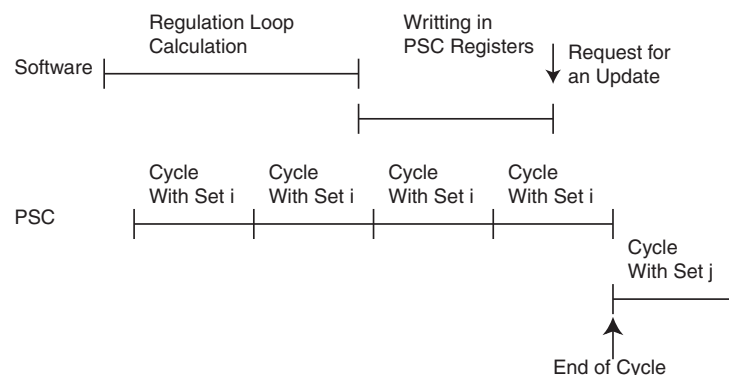 Regulation Loop
Calculation
Writting in
PSC Registers
Request for
an Update
Software
Cycle
With Set i
Cycle
With Set i
Cycle
With Set i
Cycle
With Set i
PSC
Cycle
With Set j
End of Cycle